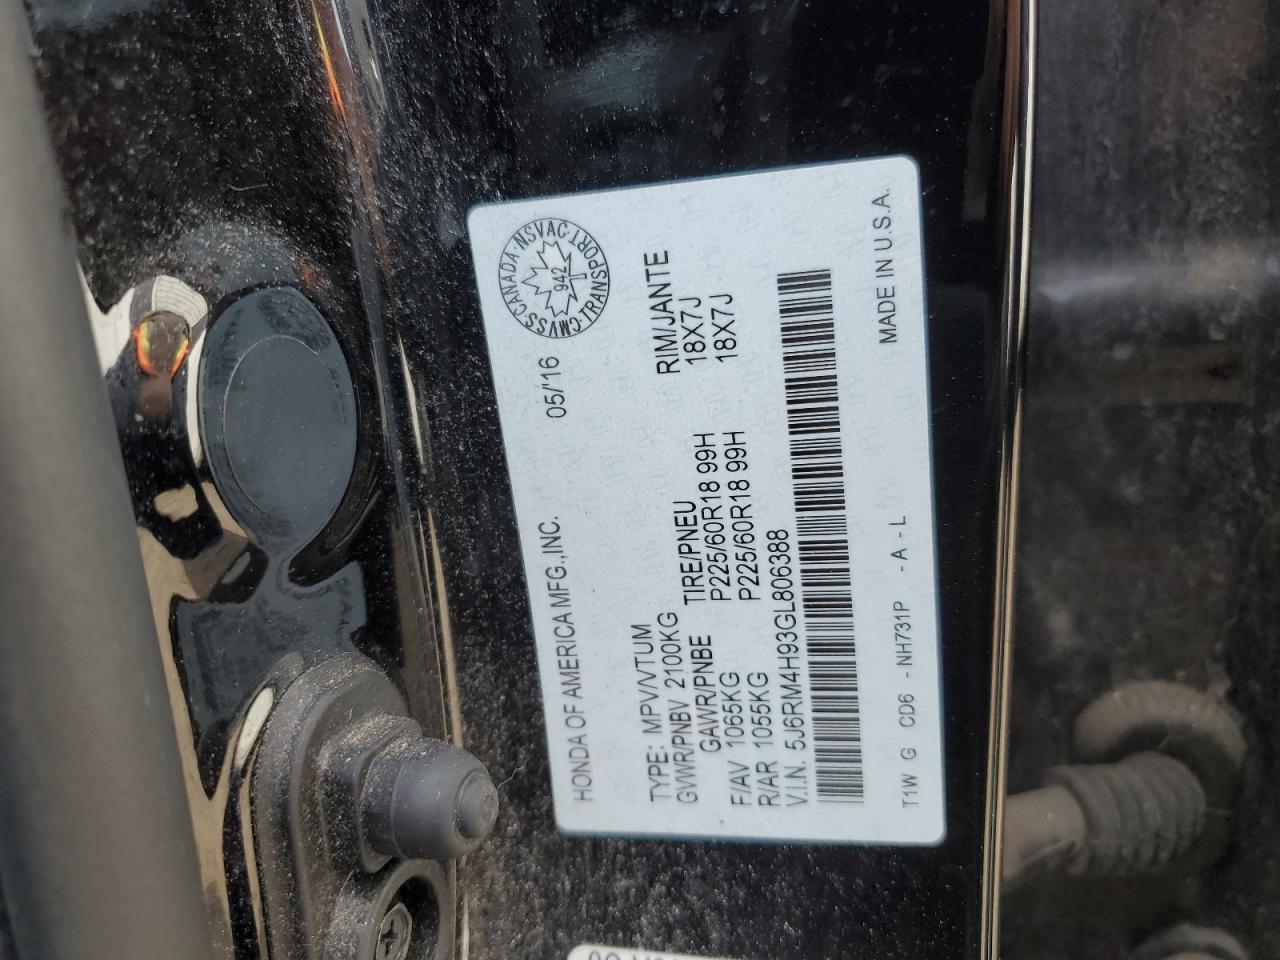 HONDA OF AMERICA MFG.,INC. 05/'16
CMVSS·CANADA·NSVAC·TRANSPORT·
942
TYPE: MPV/VTUM
GVWR/PNBV 2100KG
GAWR/PNBE TIRE/PNEU RIM/JANTE
F/AV 1065KG P225/60R18 99H 18X7J
R/AR 1055KG P225/60R18 99H 18X7J
V.I.N. 5J6RM4H93GL806388
T1W G CD6 - NH731P - A - L MADE IN U.S.A.